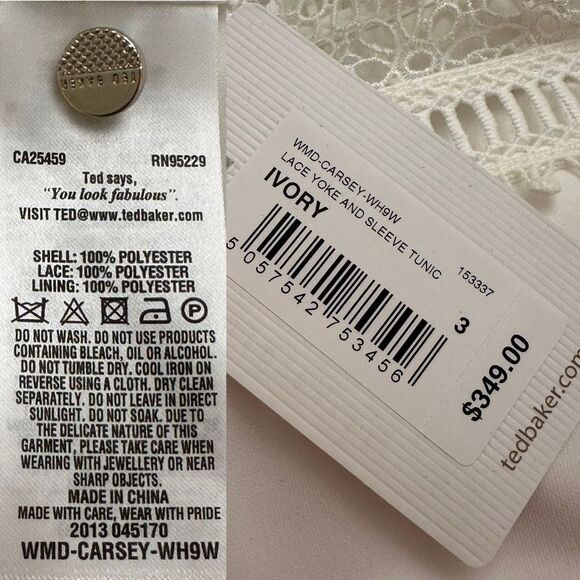 TED BAKER
CA25459 RN95229
Ted says,
"You look fabulous".
VISIT TED@www.tedbaker.com
SHELL: 100% POLYESTER
LACE: 100% POLYESTER
LINING: 100% POLYESTER
P
DO NOT WASH. DO NOT USE PRODUCTS
CONTAINING BLEACH, OIL OR ALCOHOL.
DO NOT TUMBLE DRY. COOL IRON ON
REVERSE USING A CLOTH. DRY CLEAN
SEPARATELY. DO NOT LEAVE IN DIRECT
SUNLIGHT. DO NOT SOAK. DUE TO
THE DELICATE NATURE OF THIS
GARMENT, PLEASE TAKE CARE WHEN
WEARING WITH JEWELLERY OR NEAR
SHARP OBJECTS.
MADE IN CHINA
MADE WITH CARE, WEAR WITH PRIDE
2013 045170
WMD-CARSEY-WH9W
WMD-CARSEY-WH9W
LACE YOKE AND SLEEVE TUNIC 153337
IVORY
5 057542 753456
3
$349.00
tedbaker.com